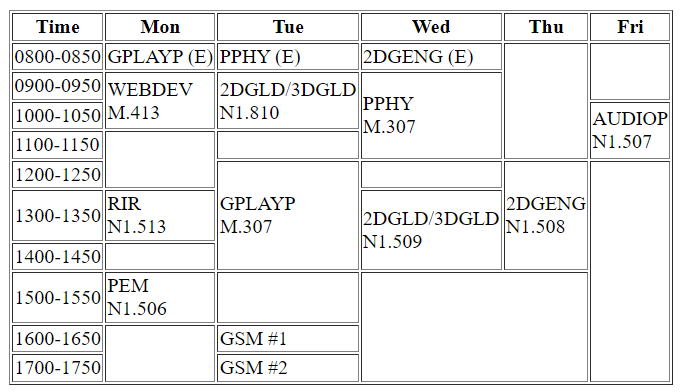 Time Mon Tue Wed Thu Fri
0800-0850 GPLAYP (E) PPHY (E) 2DGENG (E)
0900-0950 WEBDEV 2DGLD/3DGLD
M.413 N1.810
PPHY
M.307
1000-1050
AUDIOP
N1.507
1100-1150
1200-1250
GPLAYP
M.307
2DGENG
N1.508
1300-1350 RIR
N1.513
2DGLD/3DGLD
N1.509
1400-1450
1500-1550 PEM
N1.506
1600-1650 GSM #1
1700-1750 GSM #2